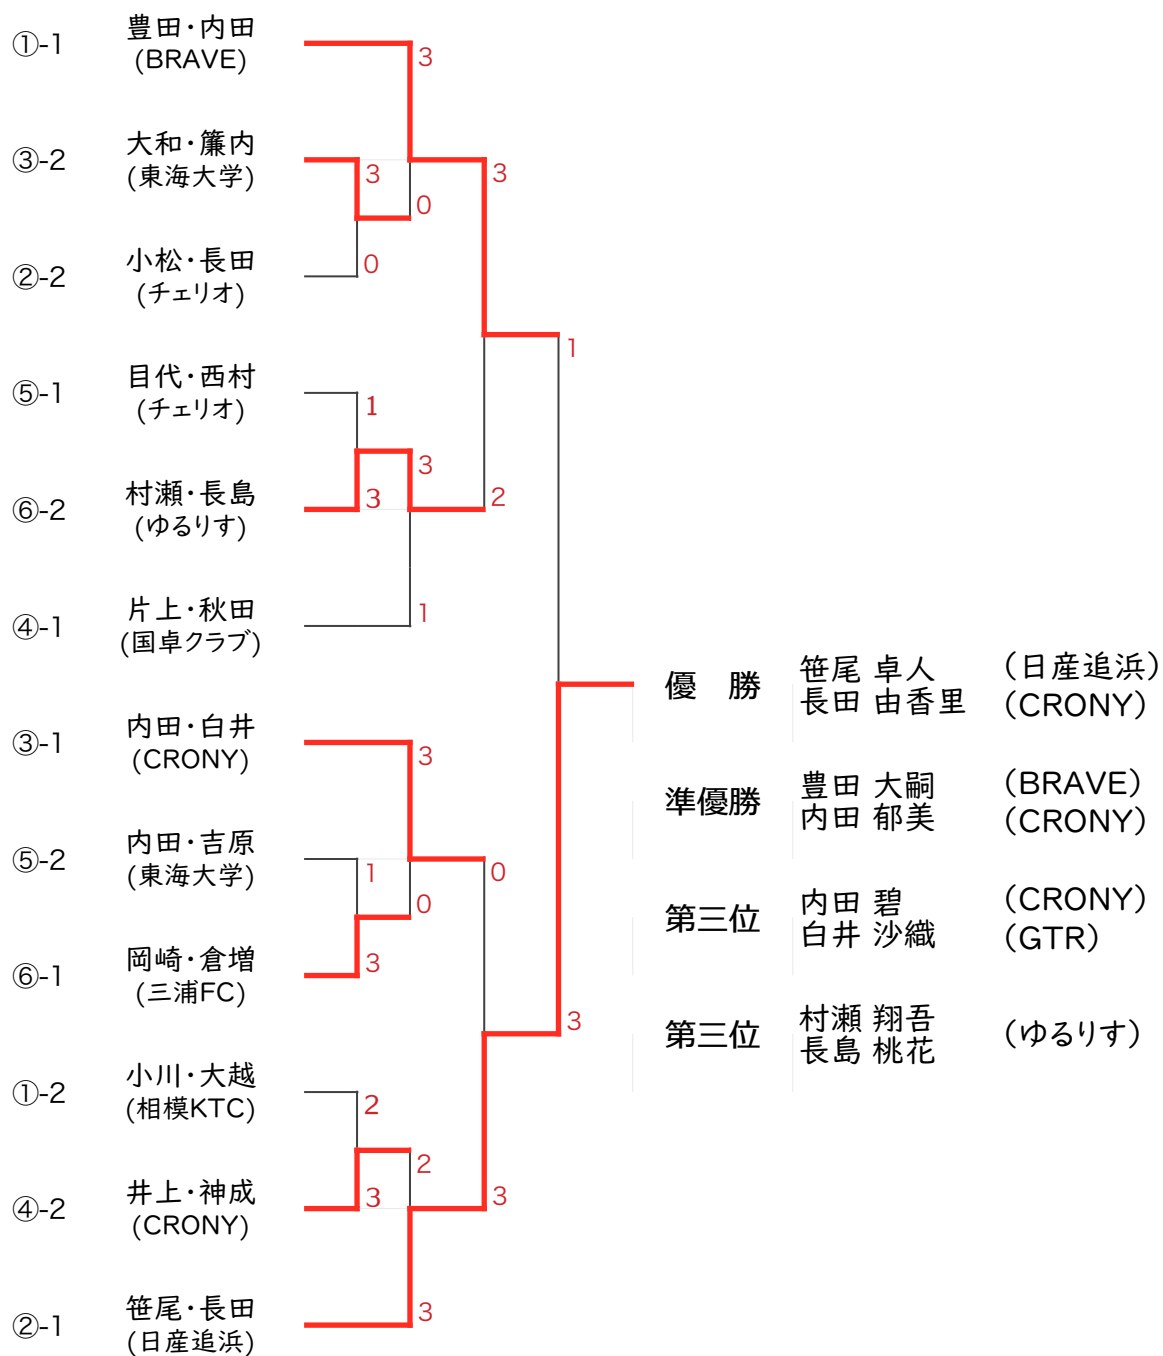 ①-1 豊田・内田
(BRAVE)
3
③-2 大和・簾内
(東海大学)
3
3
0
②-2 小松・長田
(チェリオ)
0
1
⑤-1 目代・西村
(チェリオ)
1
3
⑥-2 村瀬・長島
(ゆるりす)
3
2
④-1 片上・秋田
(国卓クラブ)
1
優 勝 笹尾 卓人 (日産追浜)
長田 由香里 (CRONY)
③-1 内田・白井
(CRONY)
3
準優勝 豊田 大嗣 (BRAVE)
内田 郁美 (CRONY)
⑤-2 内田・吉原
(東海大学)
1
0
0
第三位 内田 碧 (CRONY)
白井 沙織 (GTR)
⑥-1 岡崎・倉増
(三浦FC)
3
3
第三位 村瀬 翔吾 (ゆるりす)
長島 桃花
①-2 小川・大越
(相模KTC)
2
2
④-2 井上・神成
(CRONY)
3
3
②-1 笹尾・長田
(日産追浜)
3